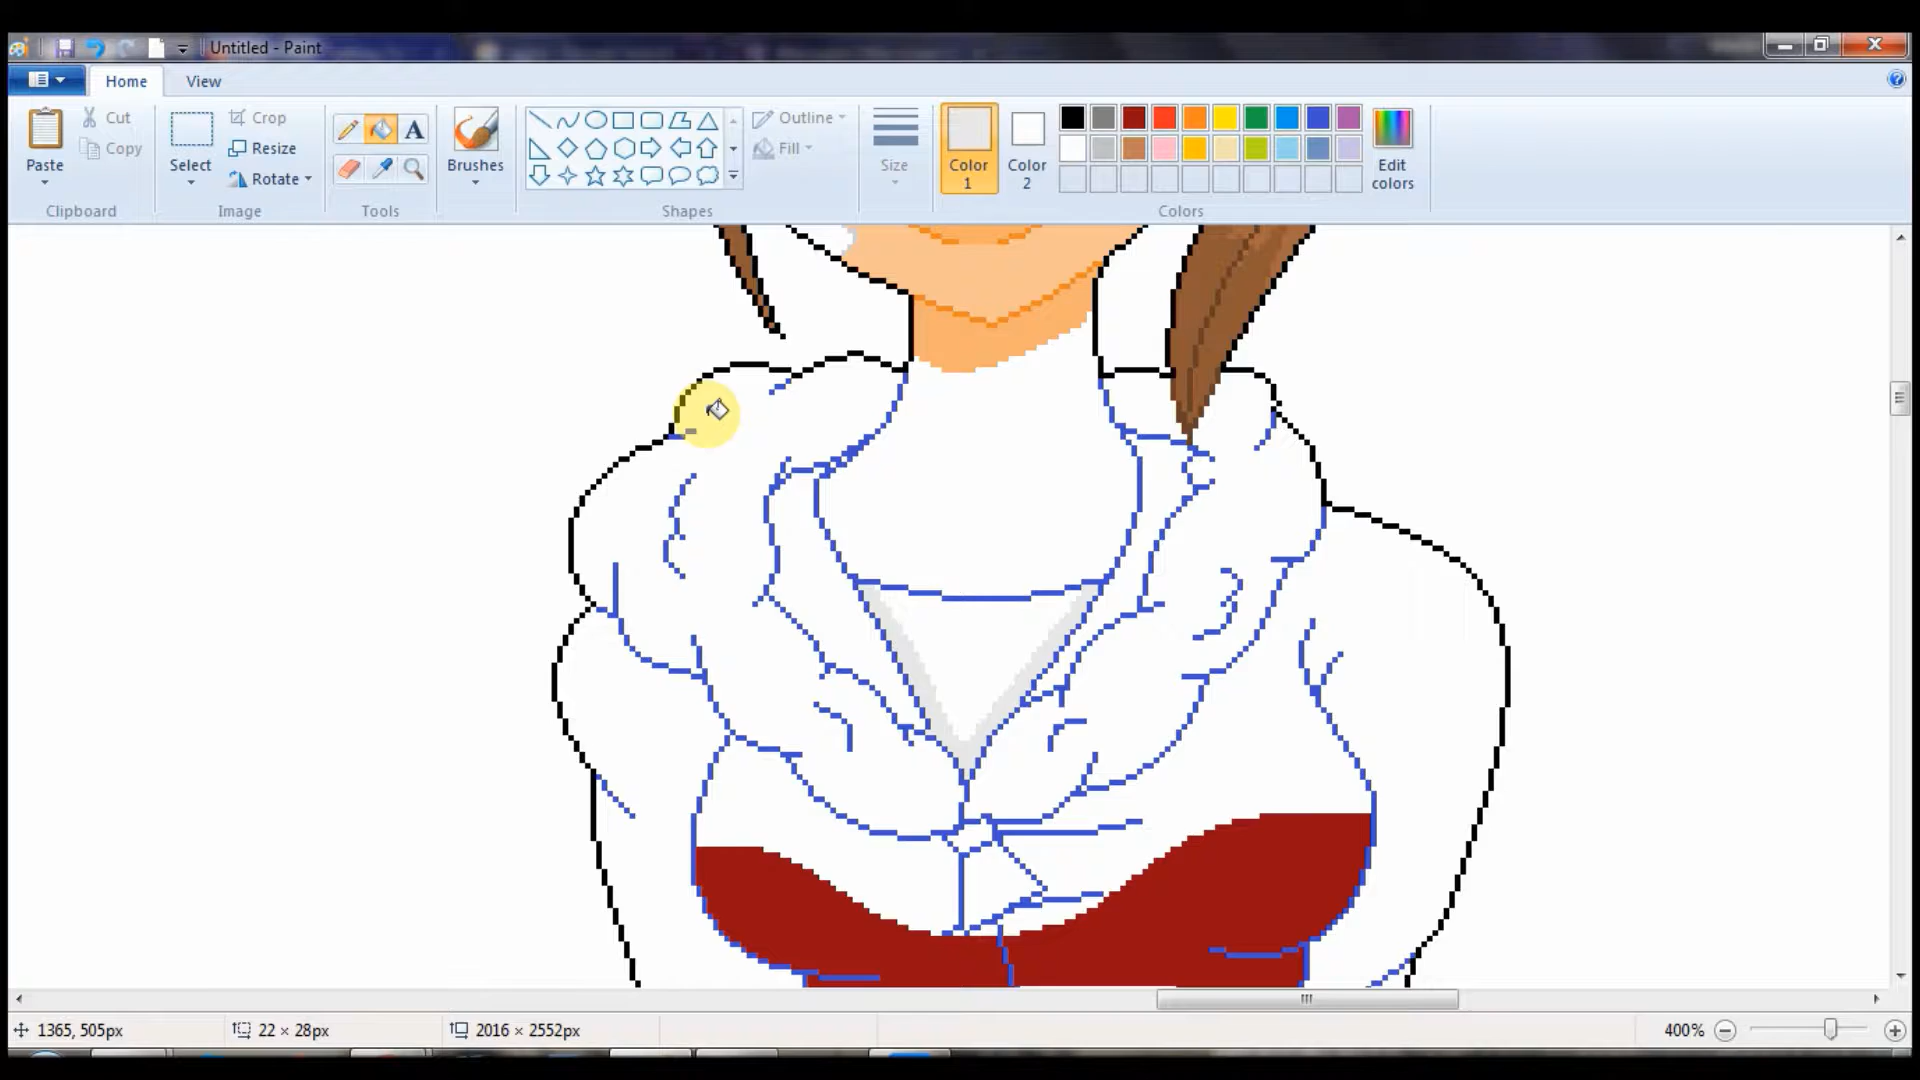 Untitled - Paint
Home View
Paste
Cut
Copy
Clipboard
Select
Crop
Resize
Rotate
Image
A
Tools
Brushes
Shapes
Outline
Fill
Size
Color 1
Color 2
Edit colors
Colors
1365, 505px 22 × 28px 2016 × 2552px 400%